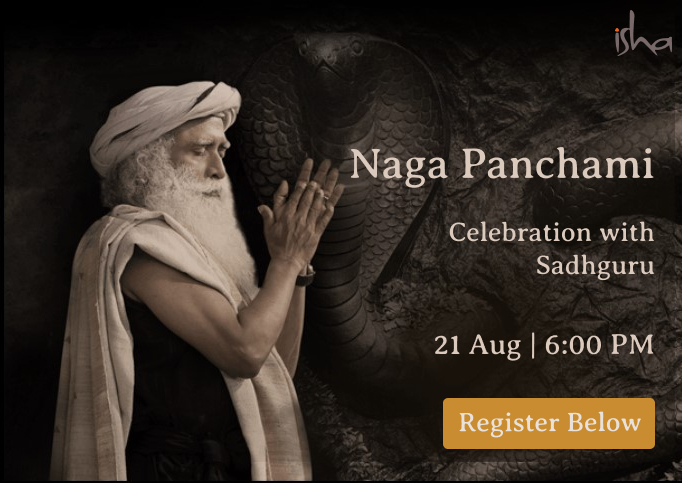 isha
Naga Panchami
Celebration with
Sadhguru
21 Aug | 6:00 PM
Register Below